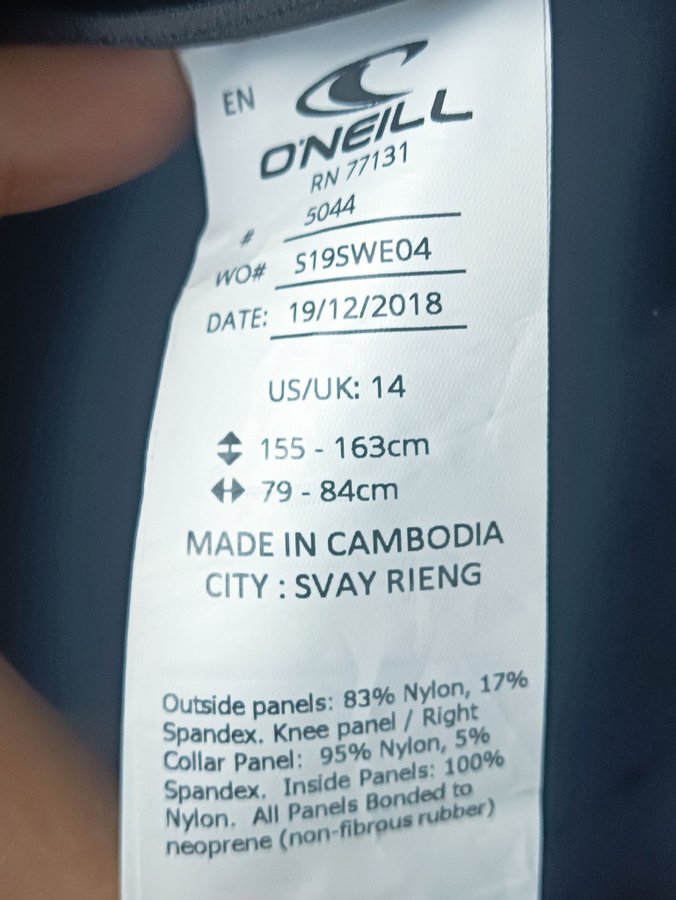 EN
O'NEILL
RN 77131
# 5044
WO# S19SWE04
DATE: 19/12/2018
US/UK: 14
155 - 163cm
79 - 84cm
MADE IN CAMBODIA
CITY : SVAY RIENG
Outside panels: 83% Nylon, 17%
Spandex. Knee panel / Right
Collar Panel: 95% Nylon, 5%
Spandex. Inside Panels: 100%
Nylon. All Panels Bonded to
neoprene (non-fibrous rubber)